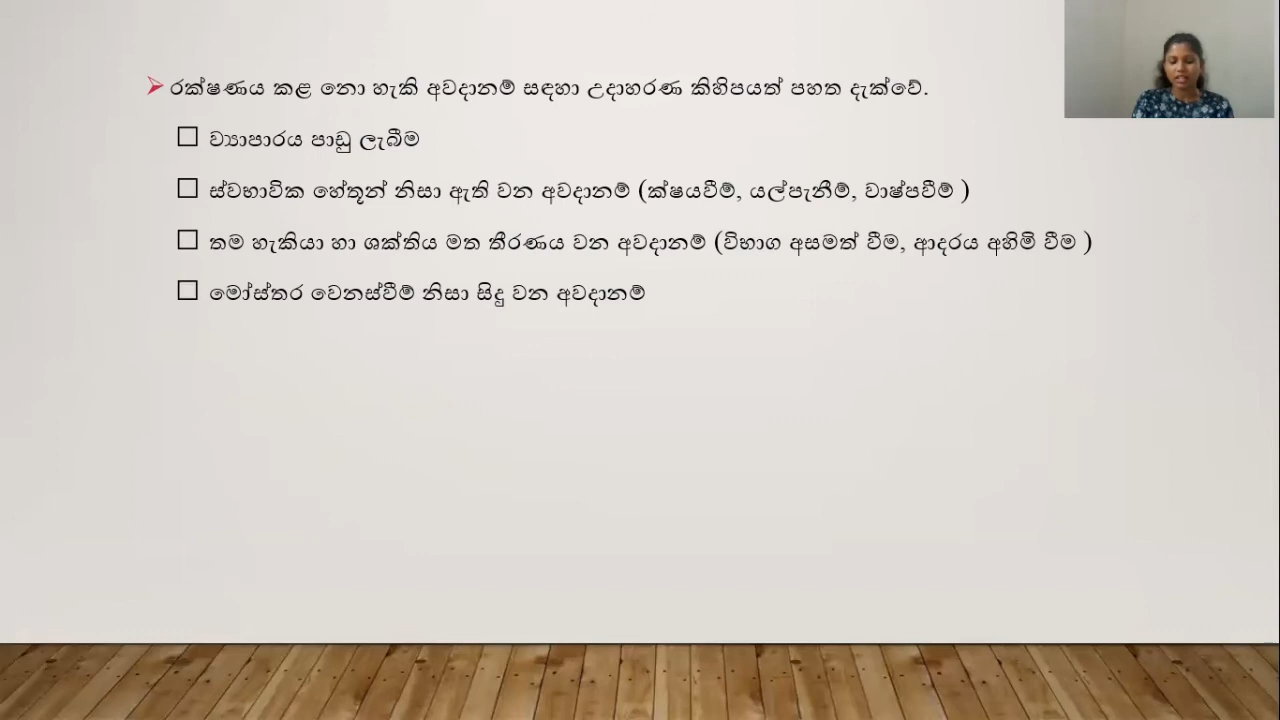 රක්ෂණය කළ නො හැකි අවදානම් සඳහා උදාහරණ කිහිපයත් පහත දැක්වේ.
ව්‍යාපාරය පාඩු ලැබීම
ස්වභාවික හේතූන් නිසා ඇති වන අවදානම් (ක්ෂයවීම්, යල්පැනීම්, වාෂ්පවීම් )
තම හැකියා හා ශක්තිය මත තීරණය වන අවදානම් (විභාග අසමත් වීම, ආදරය අහිමි වීම )
මෝස්තර වෙනස්වීම් නිසා සිදු වන අවදානම්